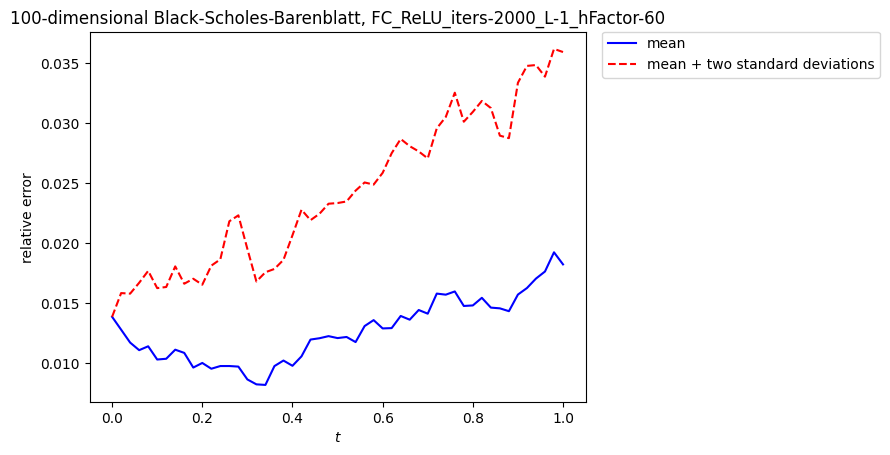 100-dimensional Black-Scholes-Barenblatt, FC_ReLU_iters-2000_L-1_hFactor-60
mean
mean + two standard deviations
0.035
0.030
0.025
0.020
0.015
0.010
relative error
0.0 0.2 0.4 0.6 0.8 1.0
t